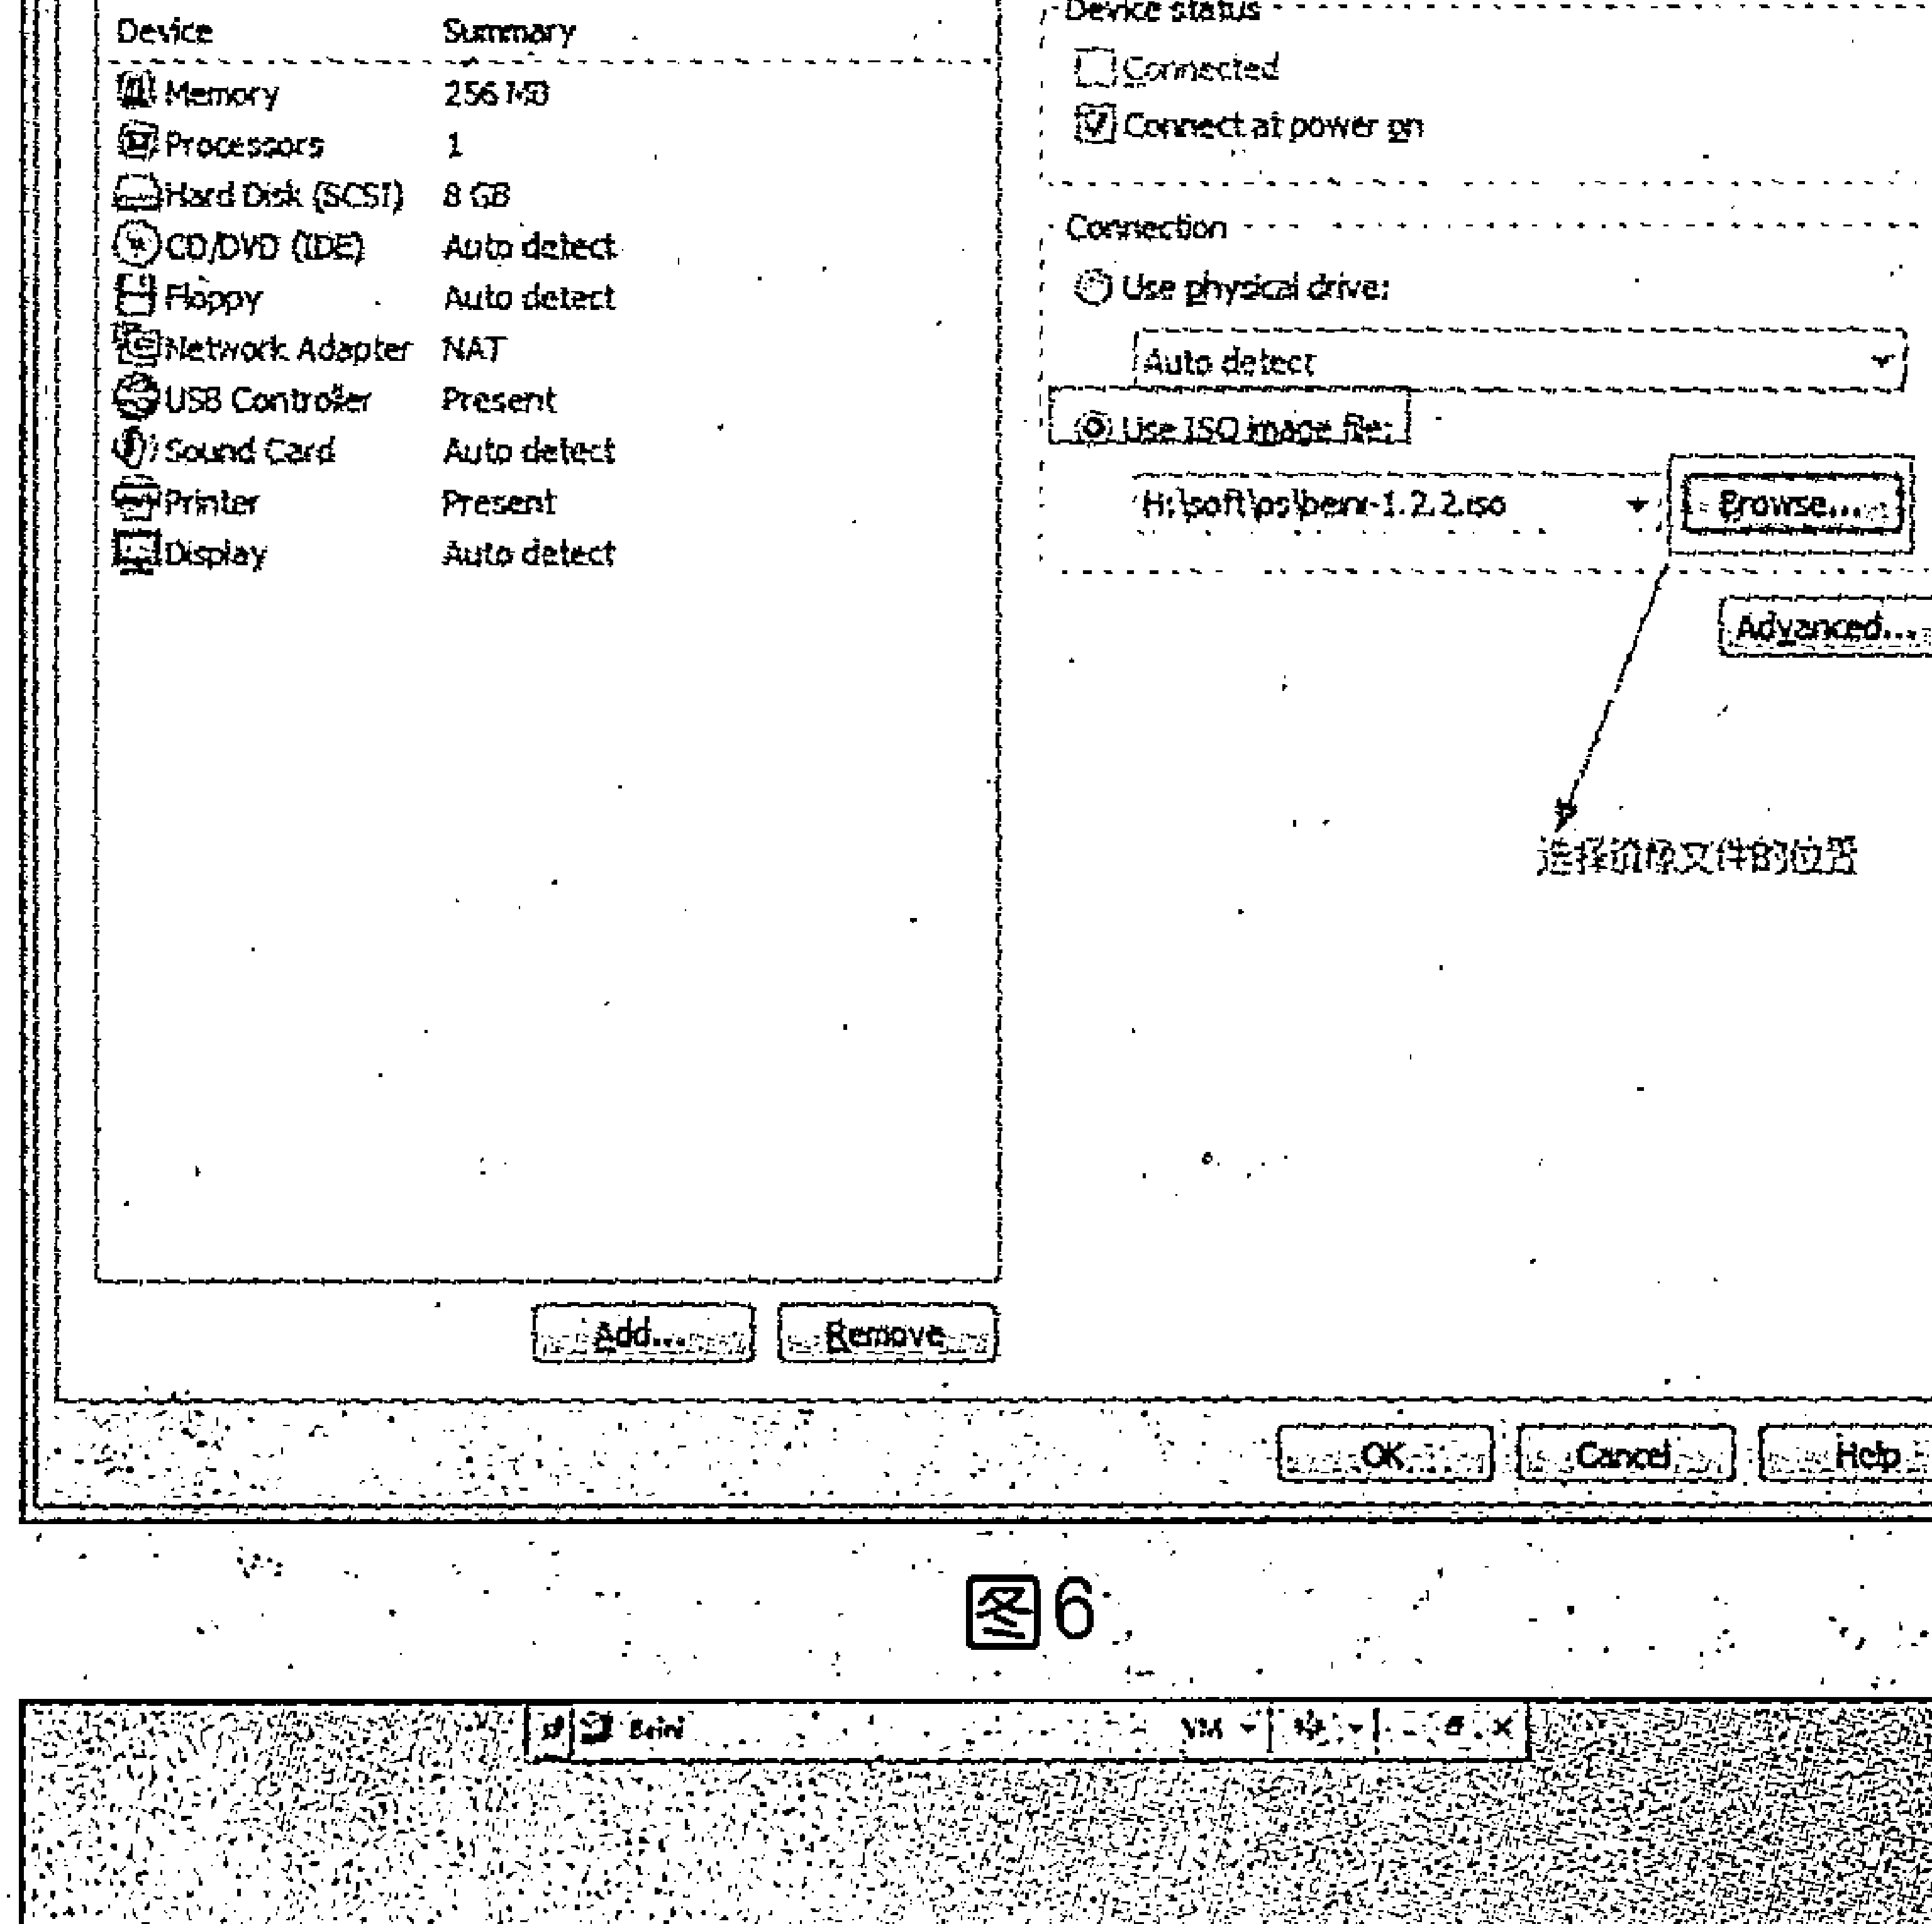 Device Summary
Memory 256 MB
Processors 1
Hard Disk (SCSI) 8 GB
CD/DVD (IDE) Auto detect
Floppy Auto detect
Network Adapter NAT
USB Controller Present
Sound Card Auto detect
Printer Present
Display Auto detect
Add...
Remove
Device status
Connected
Connect at power on
Connection
Use physical drive:
Auto detect
Use ISO image file:
H:\soft\os\beini-1.2.2.iso
Browse...
Advanced...
选择镜像文件的位置
OK Cancel Help
图6
Beini VM